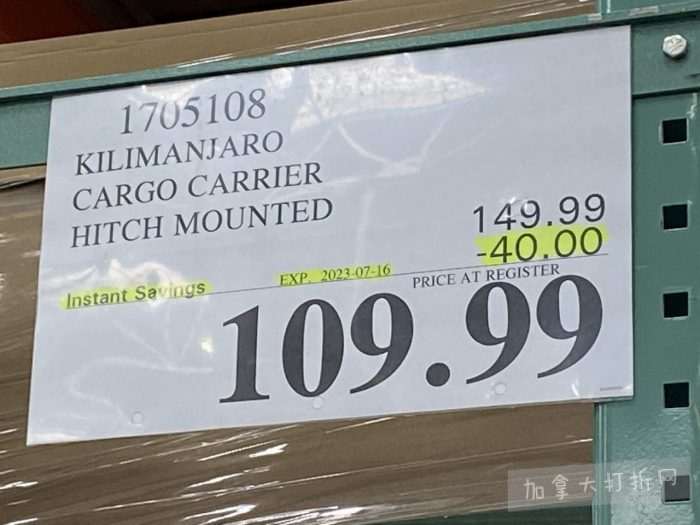 1705108
KILIMANJARO
CARGO CARRIER
HITCH MOUNTED
149.99
-40.00
Instant Savings
EXP. 2023-07-16
PRICE AT REGISTER
109.99
加拿大打折网